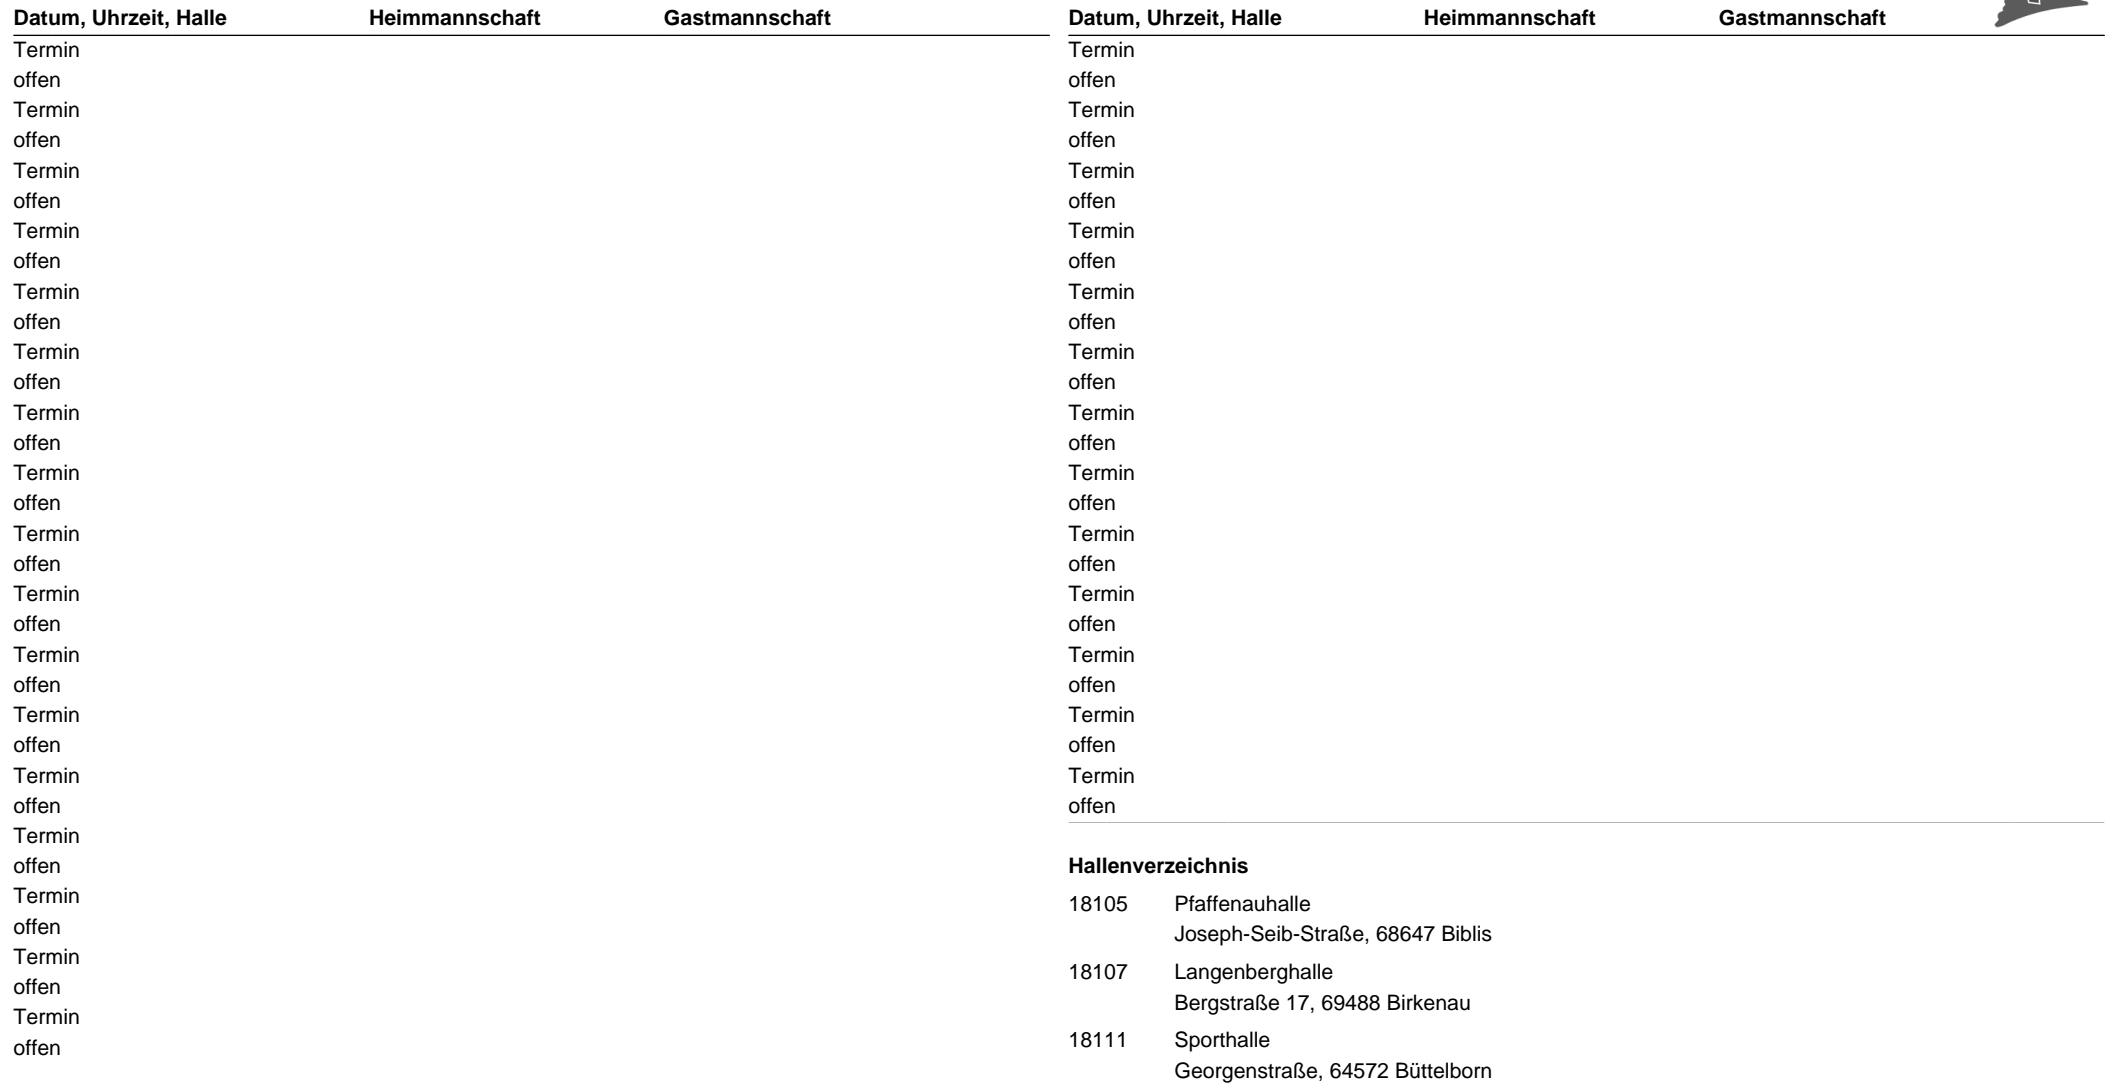 Datum, Uhrzeit, Halle Heimmannschaft Gastmannschaft
Termin
offen
Termin
offen
Termin
offen
Termin
offen
Termin
offen
Termin
offen
Termin
offen
Termin
offen
Termin
offen
Termin
offen
Termin
offen
Termin
offen
Termin
offen
Termin
offen
Termin
offen
Termin
offen
Termin
offen
Datum, Uhrzeit, Halle Heimmannschaft Gastmannschaft
Termin
offen
Termin
offen
Termin
offen
Termin
offen
Termin
offen
Termin
offen
Termin
offen
Termin
offen
Termin
offen
Termin
offen
Termin
offen
Termin
offen
Termin
offen
Hallenverzeichnis
18105 Pfaffenauhalle
Joseph-Seib-Straße, 68647 Biblis
18107 Langenberghalle
Bergstraße 17, 69488 Birkenau
18111 Sporthalle
Georgenstraße, 64572 Büttelborn